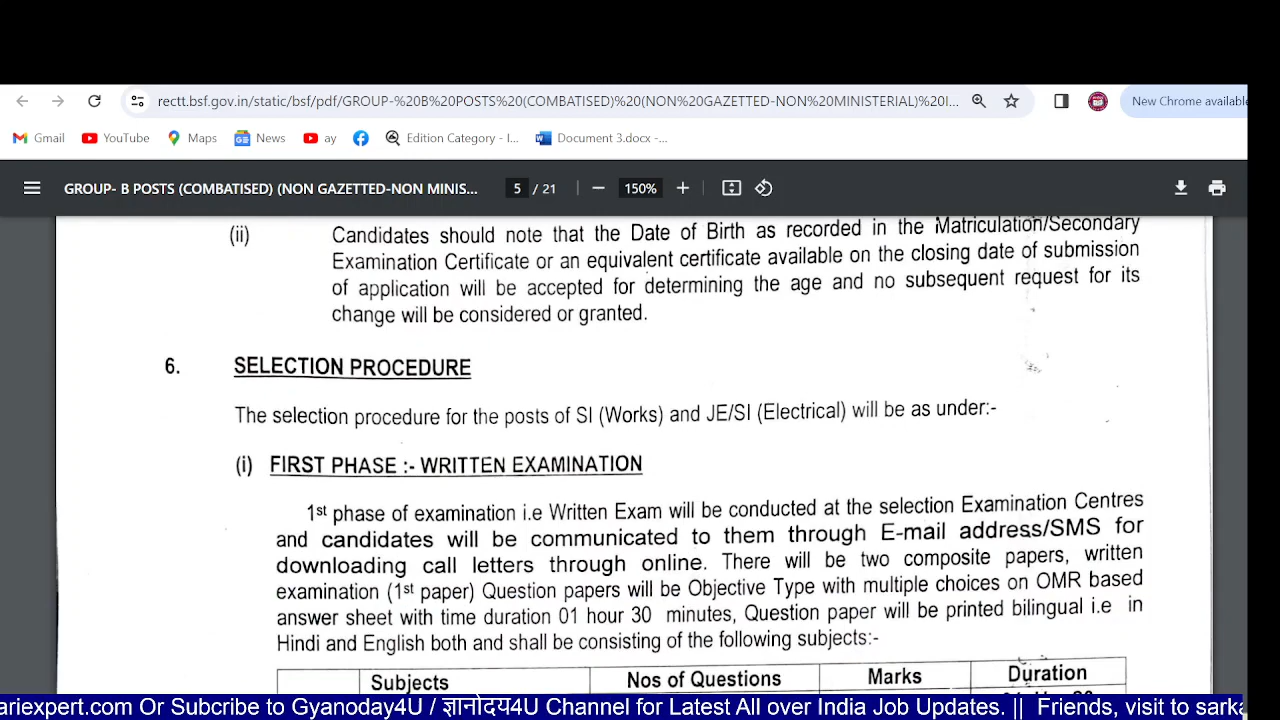 rectt.bsf.gov.in/static/bsf/pdf/GROUP-%20B%20POSTS%20(COMBATISED)%20(NON%20GAZETTED-NON%20MINISTERIAL)%20I...
New Chrome available
Gmail YouTube Maps News ay Edition Category - I... Document 3.docx -...
GROUP- B POSTS (COMBATISED) (NON GAZETTED-NON MINIS... 5 / 21 150%
(ii) Candidates should note that the Date of Birth as recorded in the Matriculation/Secondary
Examination Certificate or an equivalent certificate available on the closing date of submission
of application will be accepted for determining the age and no subsequent request for its
change will be considered or granted.
6. SELECTION PROCEDURE
The selection procedure for the posts of SI (Works) and JE/SI (Electrical) will be as under:-
(i) FIRST PHASE :- WRITTEN EXAMINATION
1st phase of examination i.e Written Exam will be conducted at the selection Examination Centres
and candidates will be communicated to them through E-mail address/SMS for
downloading call letters through online. There will be two composite papers, written
examination (1st paper) Question papers will be Objective Type with multiple choices on OMR based
answer sheet with time duration 01 hour 30 minutes, Question paper will be printed bilingual i.e in
Hindi and English both and shall be consisting of the following subjects:-
Subjects Nos of Questions Marks Duration
ariexpert.com Or Subcribe to Gyanoday4U / ज्ञानोदय4U Channel for Latest All over India Job Updates. || Friends, visit to sarka